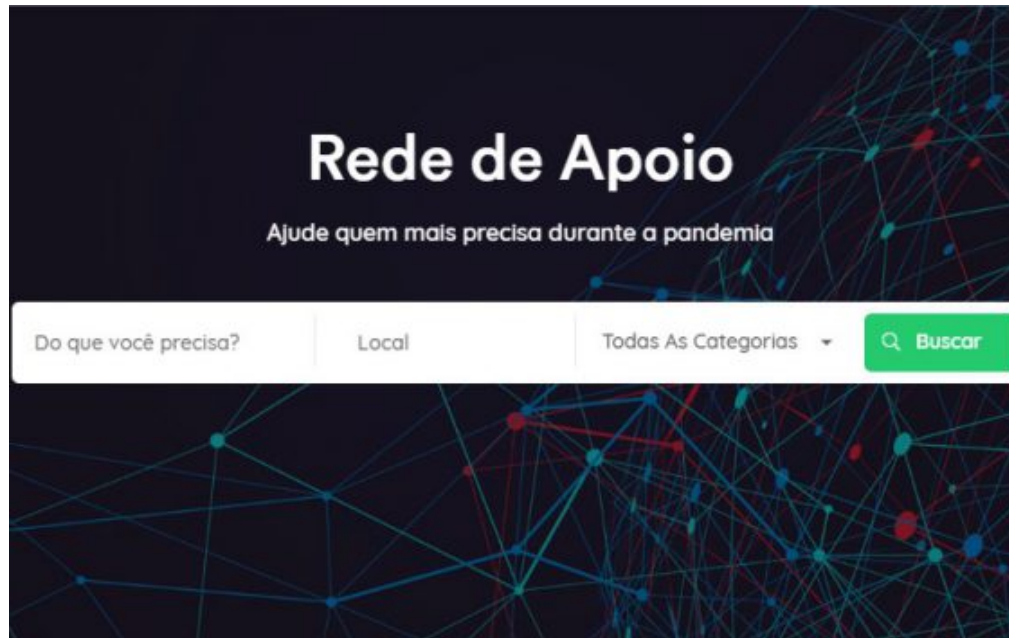 Rede de Apoio
Ajude quem mais precisa durante a pandemia
Do que você precisa? Local Todas As Categorias Buscar